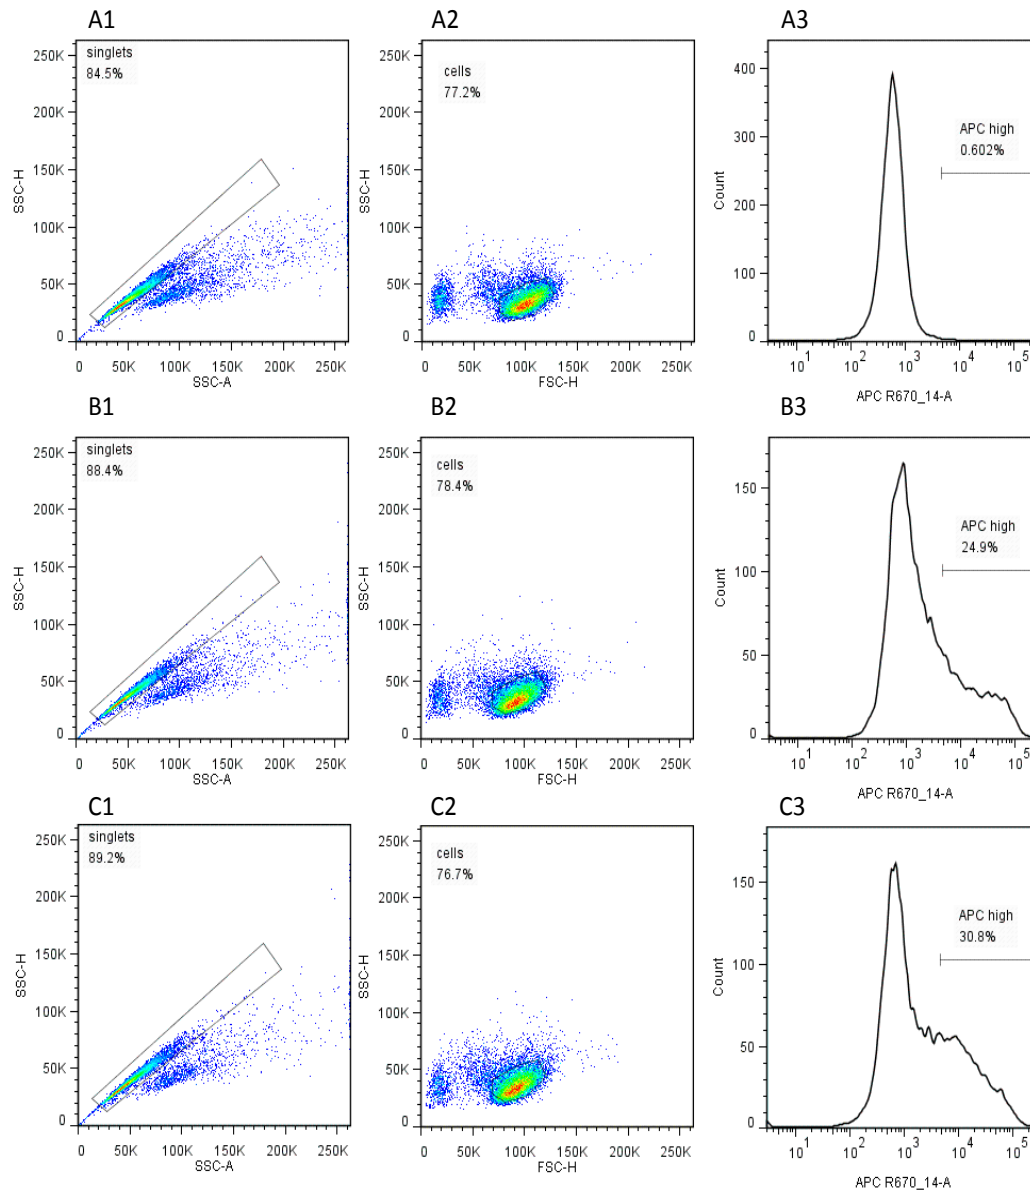 A1
A2
A3
singlets
84.5%
250K
200K
150K
100K
50K
0
SSC-H
0 50K 100K 150K 200K 250K
SSC-A
cells
77.2%
250K
200K
150K
100K
50K
0
SSC-H
0 50K 100K 150K 200K 250K
FSC-H
APC high
0.602%
400
300
200
100
0
Count
10^1 10^2 10^3 10^4 10^5
APC R670_14-A
B1
B2
B3
singlets
88.4%
250K
200K
150K
100K
50K
0
SSC-H
0 50K 100K 150K 200K 250K
SSC-A
cells
78.4%
250K
200K
150K
100K
50K
0
SSC-H
0 50K 100K 150K 200K 250K
FSC-H
APC high
24.9%
150
100
50
0
Count
10^1 10^2 10^3 10^4 10^5
APC R670_14-A
C1
C2
C3
singlets
89.2%
250K
200K
150K
100K
50K
0
SSC-H
0 50K 100K 150K 200K 250K
SSC-A
cells
76.7%
250K
200K
150K
100K
50K
0
SSC-H
0 50K 100K 150K 200K 250K
FSC-H
APC high
30.8%
150
100
50
0
Count
10^1 10^2 10^3 10^4 10^5
APC R670_14-A